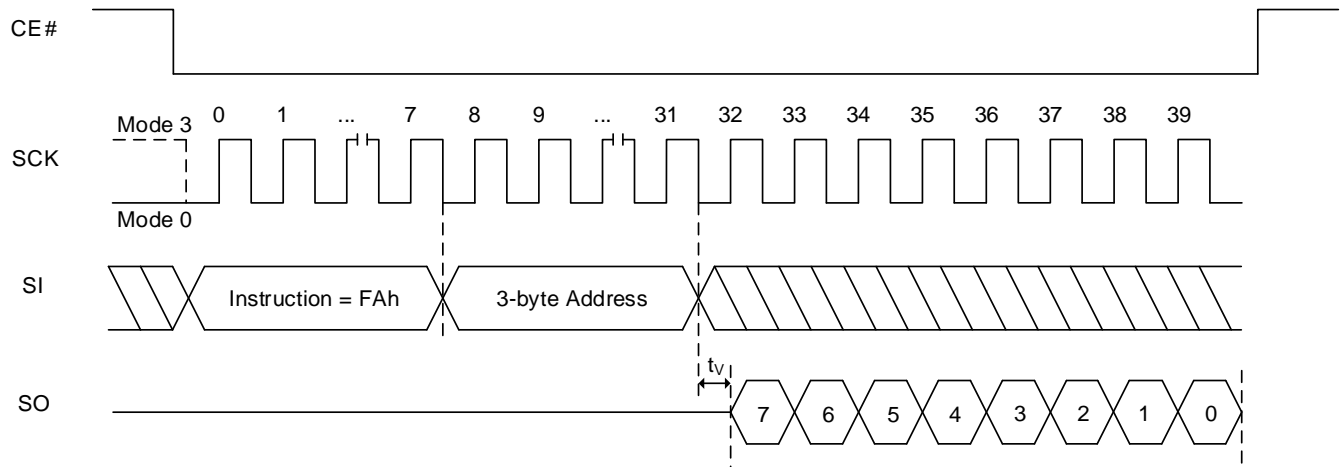 CE#
0 1 ... 7 8 9 ... 31 32 33 34 35 36 37 38 39
Mode 3
SCK
Mode 0
SI
Instruction = FAh
3-byte Address
tV
SO
7 6 5 4 3 2 1 0